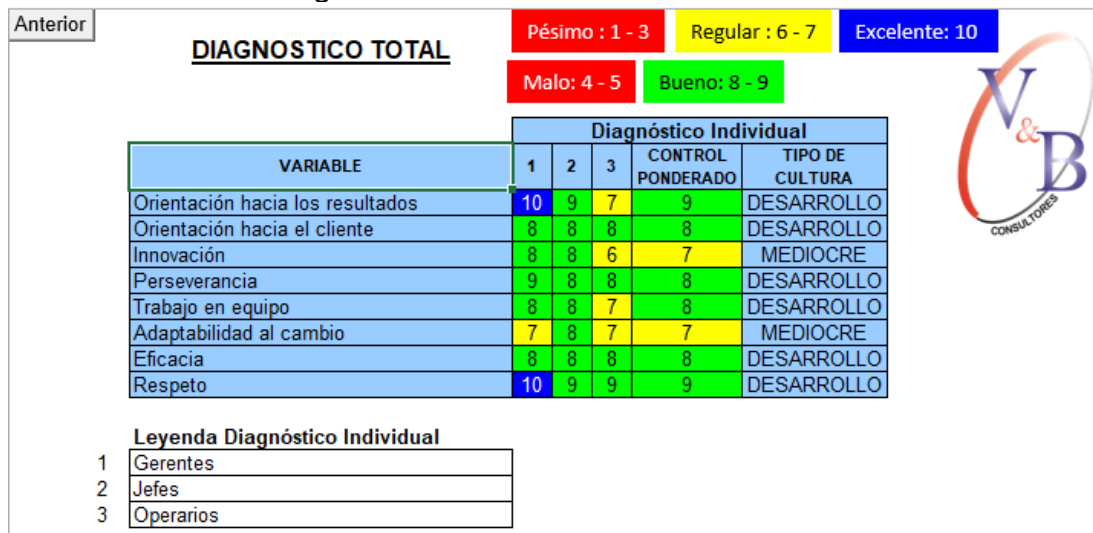 Anterior
DIAGNOSTICO TOTAL
Pésimo : 1 - 3
Regular : 6 - 7
Excelente: 10
Malo: 4 - 5
Bueno: 8 - 9
V&B
CONSULTORES
Diagnóstico Individual
VARIABLE 1 2 3 CONTROL PONDERADO TIPO DE CULTURA
Orientación hacia los resultados 10 9 7 9 DESARROLLO
Orientación hacia el cliente 8 8 8 8 DESARROLLO
Innovación 8 8 6 7 MEDIOCRE
Perseverancia 9 8 8 8 DESARROLLO
Trabajo en equipo 8 8 7 8 DESARROLLO
Adaptabilidad al cambio 7 8 7 7 MEDIOCRE
Eficacia 8 8 8 8 DESARROLLO
Respeto 10 9 9 9 DESARROLLO
Leyenda Diagnóstico Individual
1 Gerentes
2 Jefes
3 Operarios